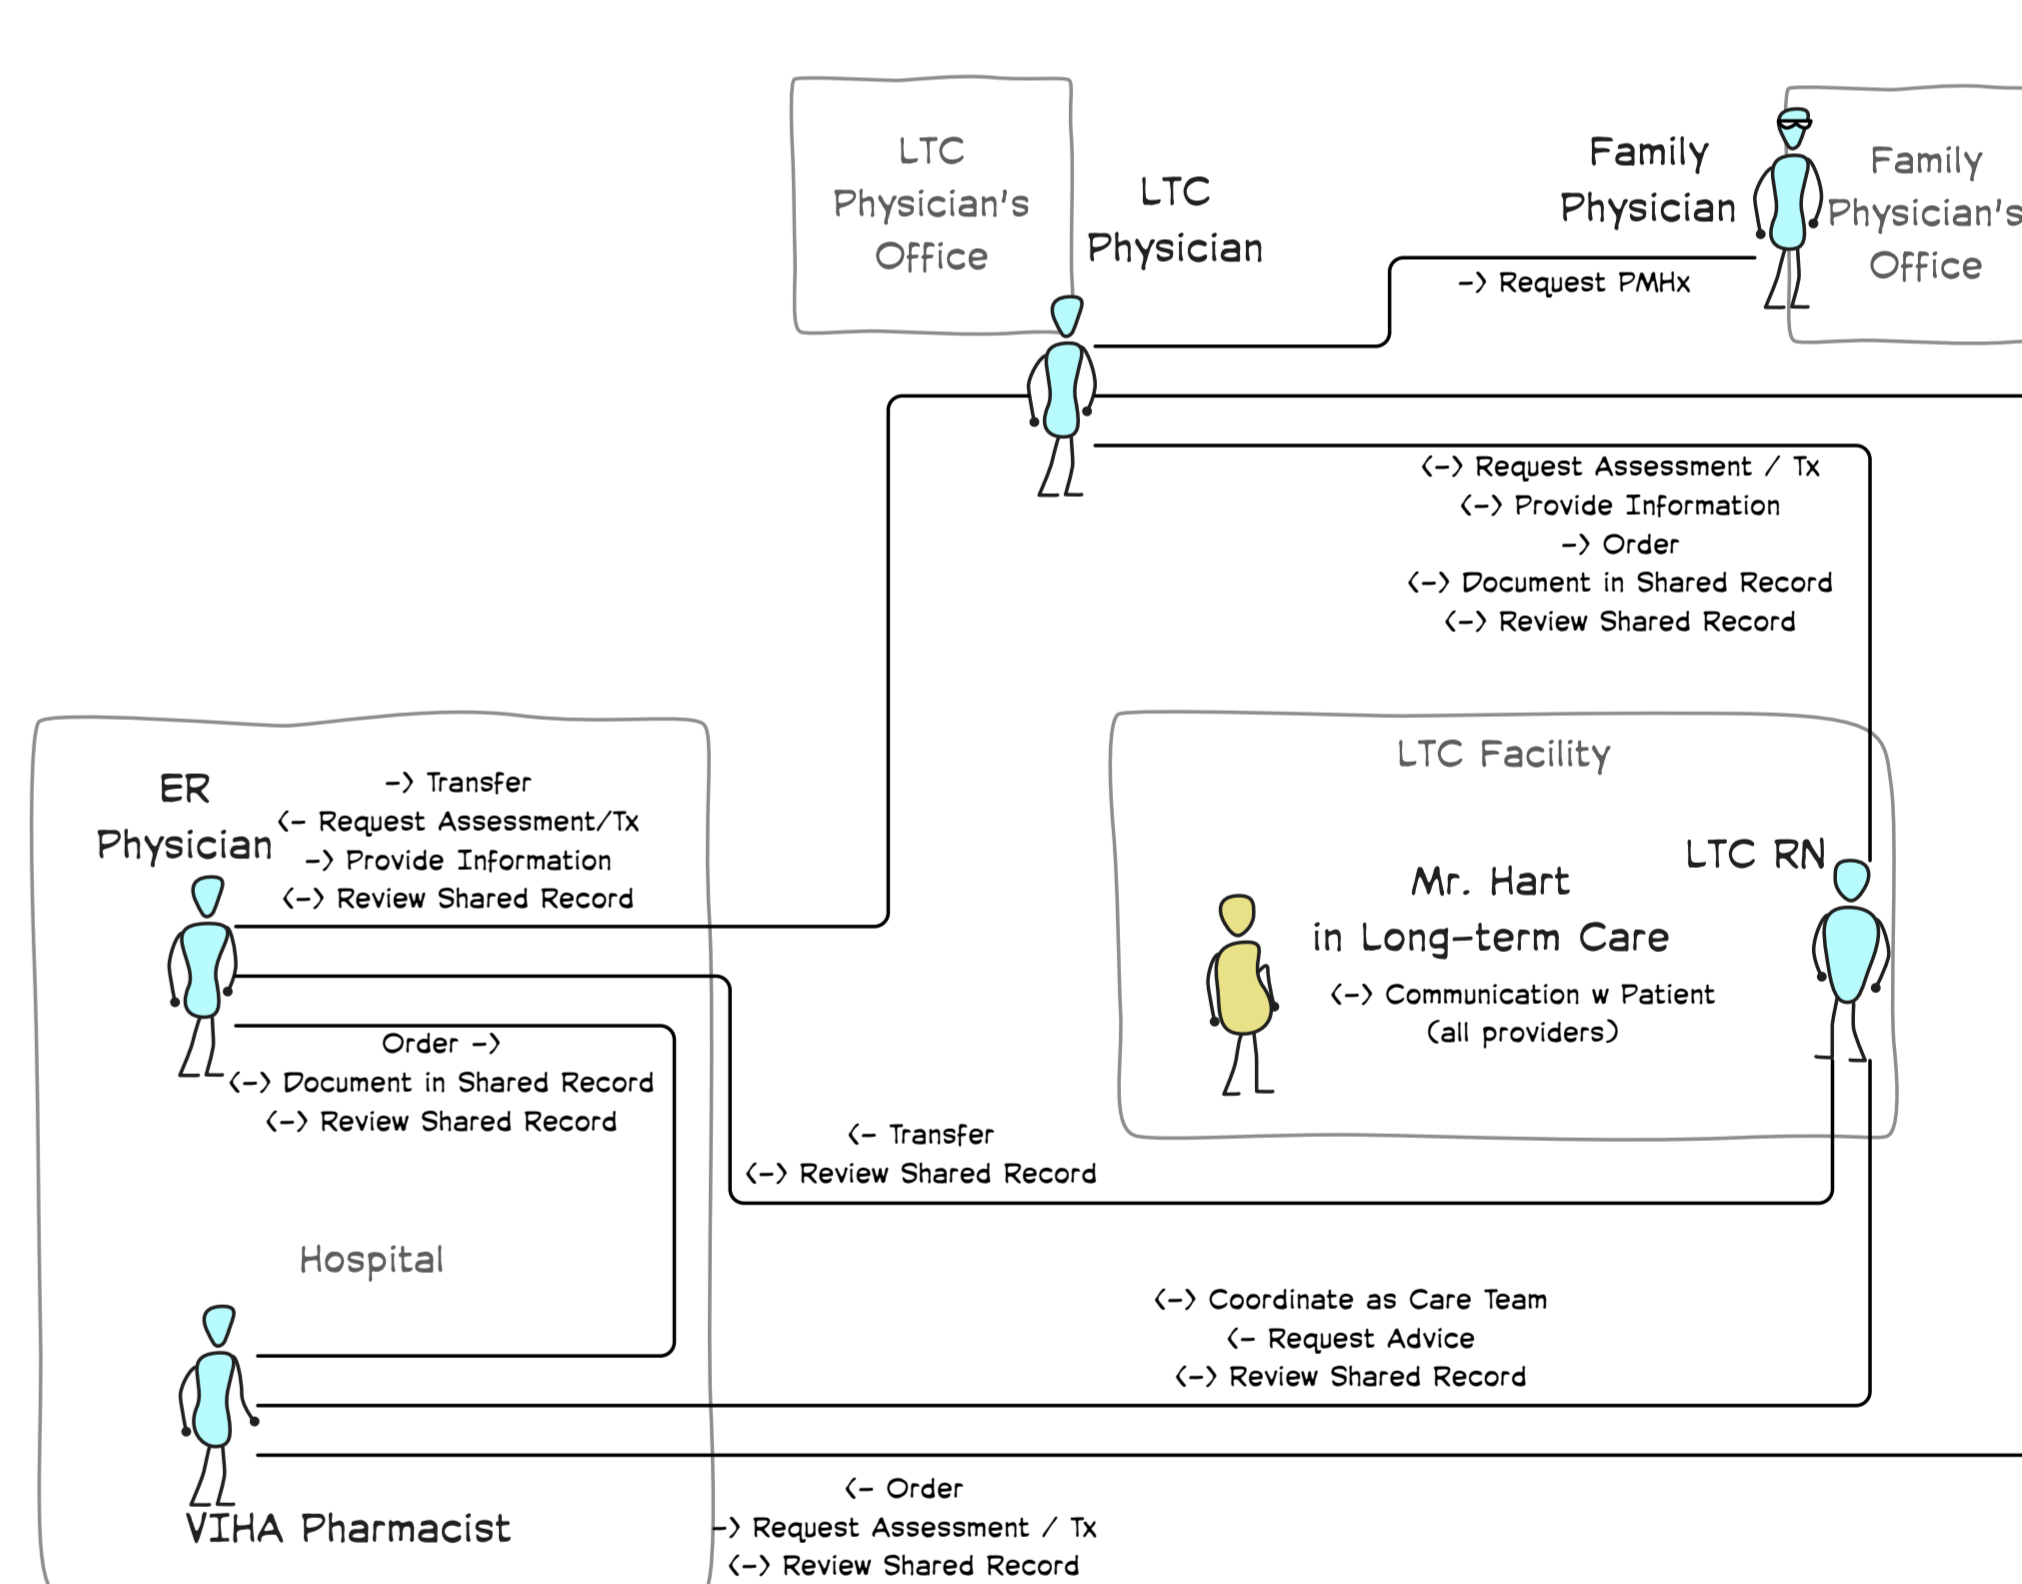 LTC
Physician's
Office
LTC
Physician
Family
Physician
Family
Physician's
Office
-> Request PMHx
<-> Request Assessment / Tx
<-> Provide Information
-> Order
<-> Document in Shared Record
<-> Review Shared Record
ER
Physician
-> Transfer
<- Request Assessment/Tx
-> Provide Information
<-> Review Shared Record
Order ->
<-> Document in Shared Record
<-> Review Shared Record
Hospital
VIHA Pharmacist
LTC Facility
LTC RN
Mr. Hart
in Long-term Care
<-> Communication w Patient
(all providers)
<- Transfer
<-> Review Shared Record
<-> Coordinate as Care Team
<- Request Advice
<-> Review Shared Record
<- Order
-> Request Assessment / Tx
<-> Review Shared Record